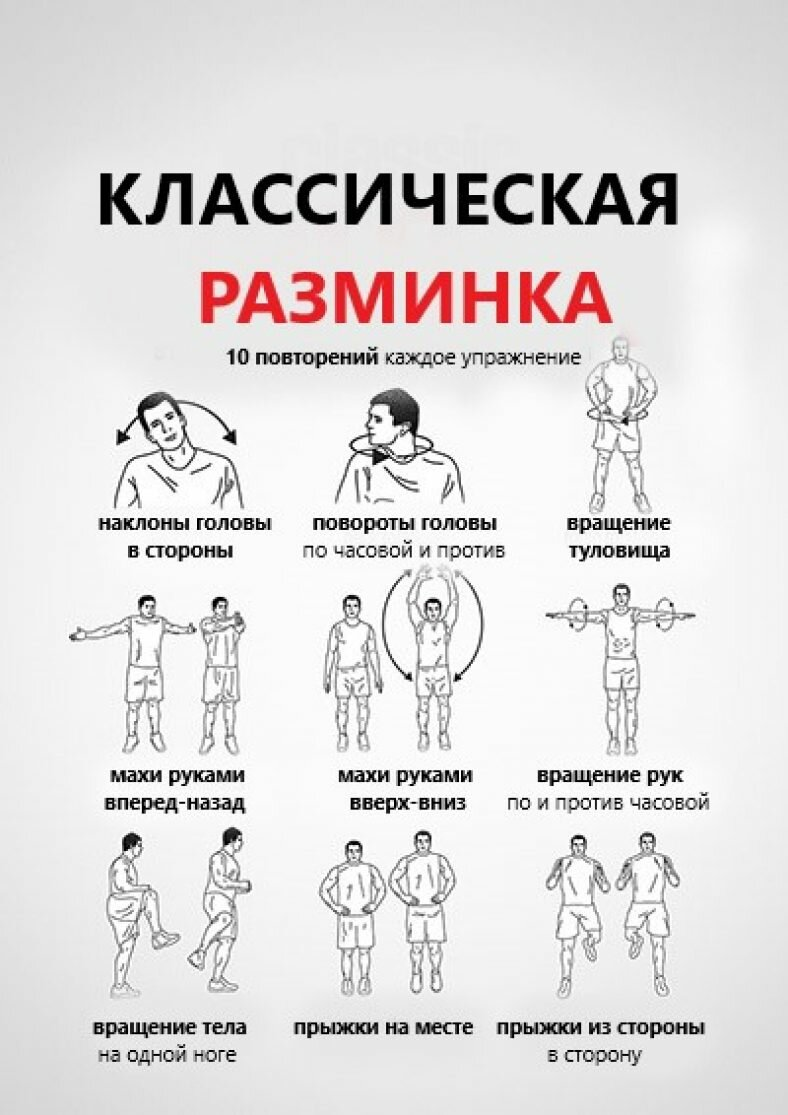 КЛАССИЧЕСКАЯ
РАЗМИНКА
10 повторений каждое упражнение
наклоны головы
в стороны
повороты головы
по часовой и против
вращение
туловища
махи руками
вперед-назад
махи руками
вверх-вниз
вращение рук
по и против часовой
вращение тела
на одной ноге
прыжки на месте
прыжки из стороны
в сторону